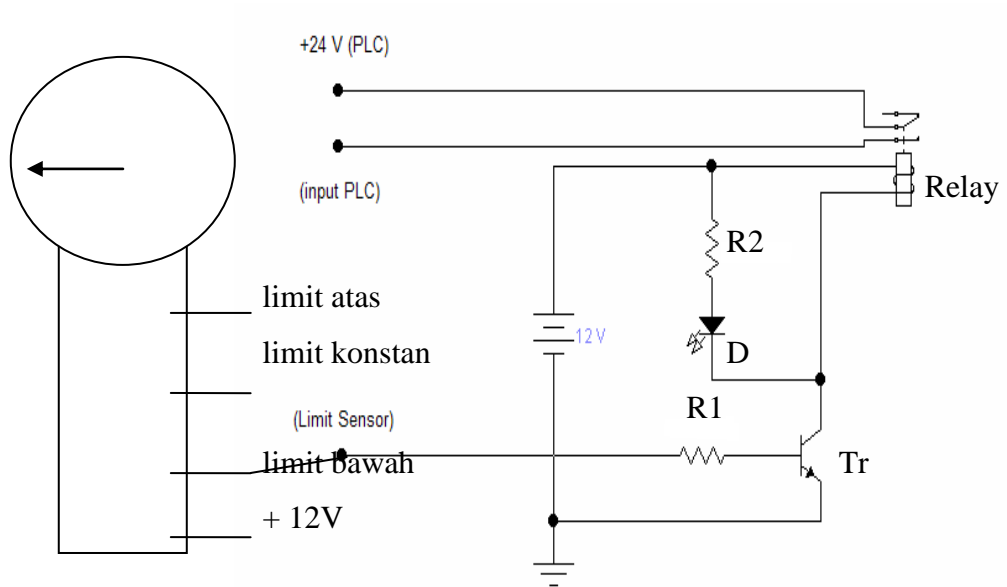 +24 V (PLC)
(input PLC)
Relay
R2
limit atas
12 V
limit konstan
D
R1
(Limit Sensor)
limit bawah
Tr
+ 12V